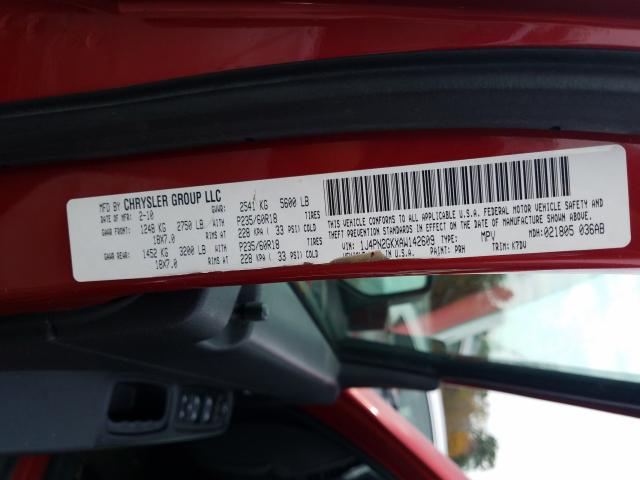 MFD BY CHRYSLER GROUP LLC
DATE OF MFR 2-10 GVWR: 2541 KG 5600 LB
GAWR FRONT: 1248 KG 2750 LB WITH P235/60R18 TIRES
18X7.0 RIMS AT 228 KPA ( 33 PSI) COLD
GAWR REAR: 1452 KG 3200 LB WITH P235/60R18 TIRES
18X7.0 RIMS AT 228 KPA ( 33 PSI) COLD
THIS VEHICLE CONFORMS TO ALL APPLICABLE U.S.A. FEDERAL MOTOR VEHICLE SAFETY, BUMPER AND
THEFT PREVENTION STANDARDS IN EFFECT ON THE DATE OF MANUFACTURE SHOWN ABOVE.
VIN: 1J4PN2GKXAW142609 TYPE: MPV MDH: 021805 036AB
VEHICLE MADE IN U.S.A. PAINT: PRH TRIM: K7DV